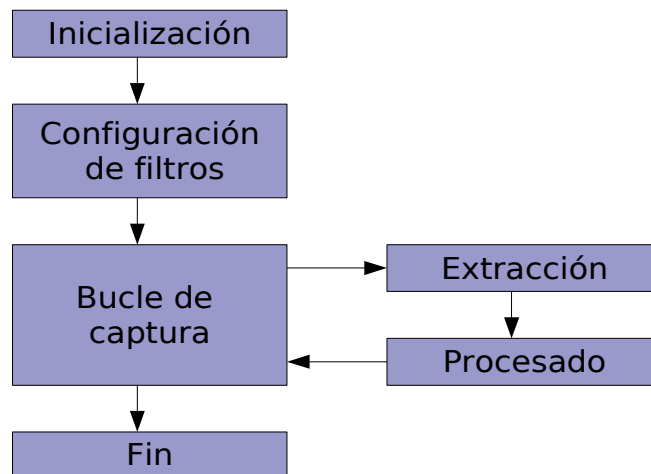 Inicialización
Configuración
de filtros
Bucle de
captura
Extracción
Procesado
Fin